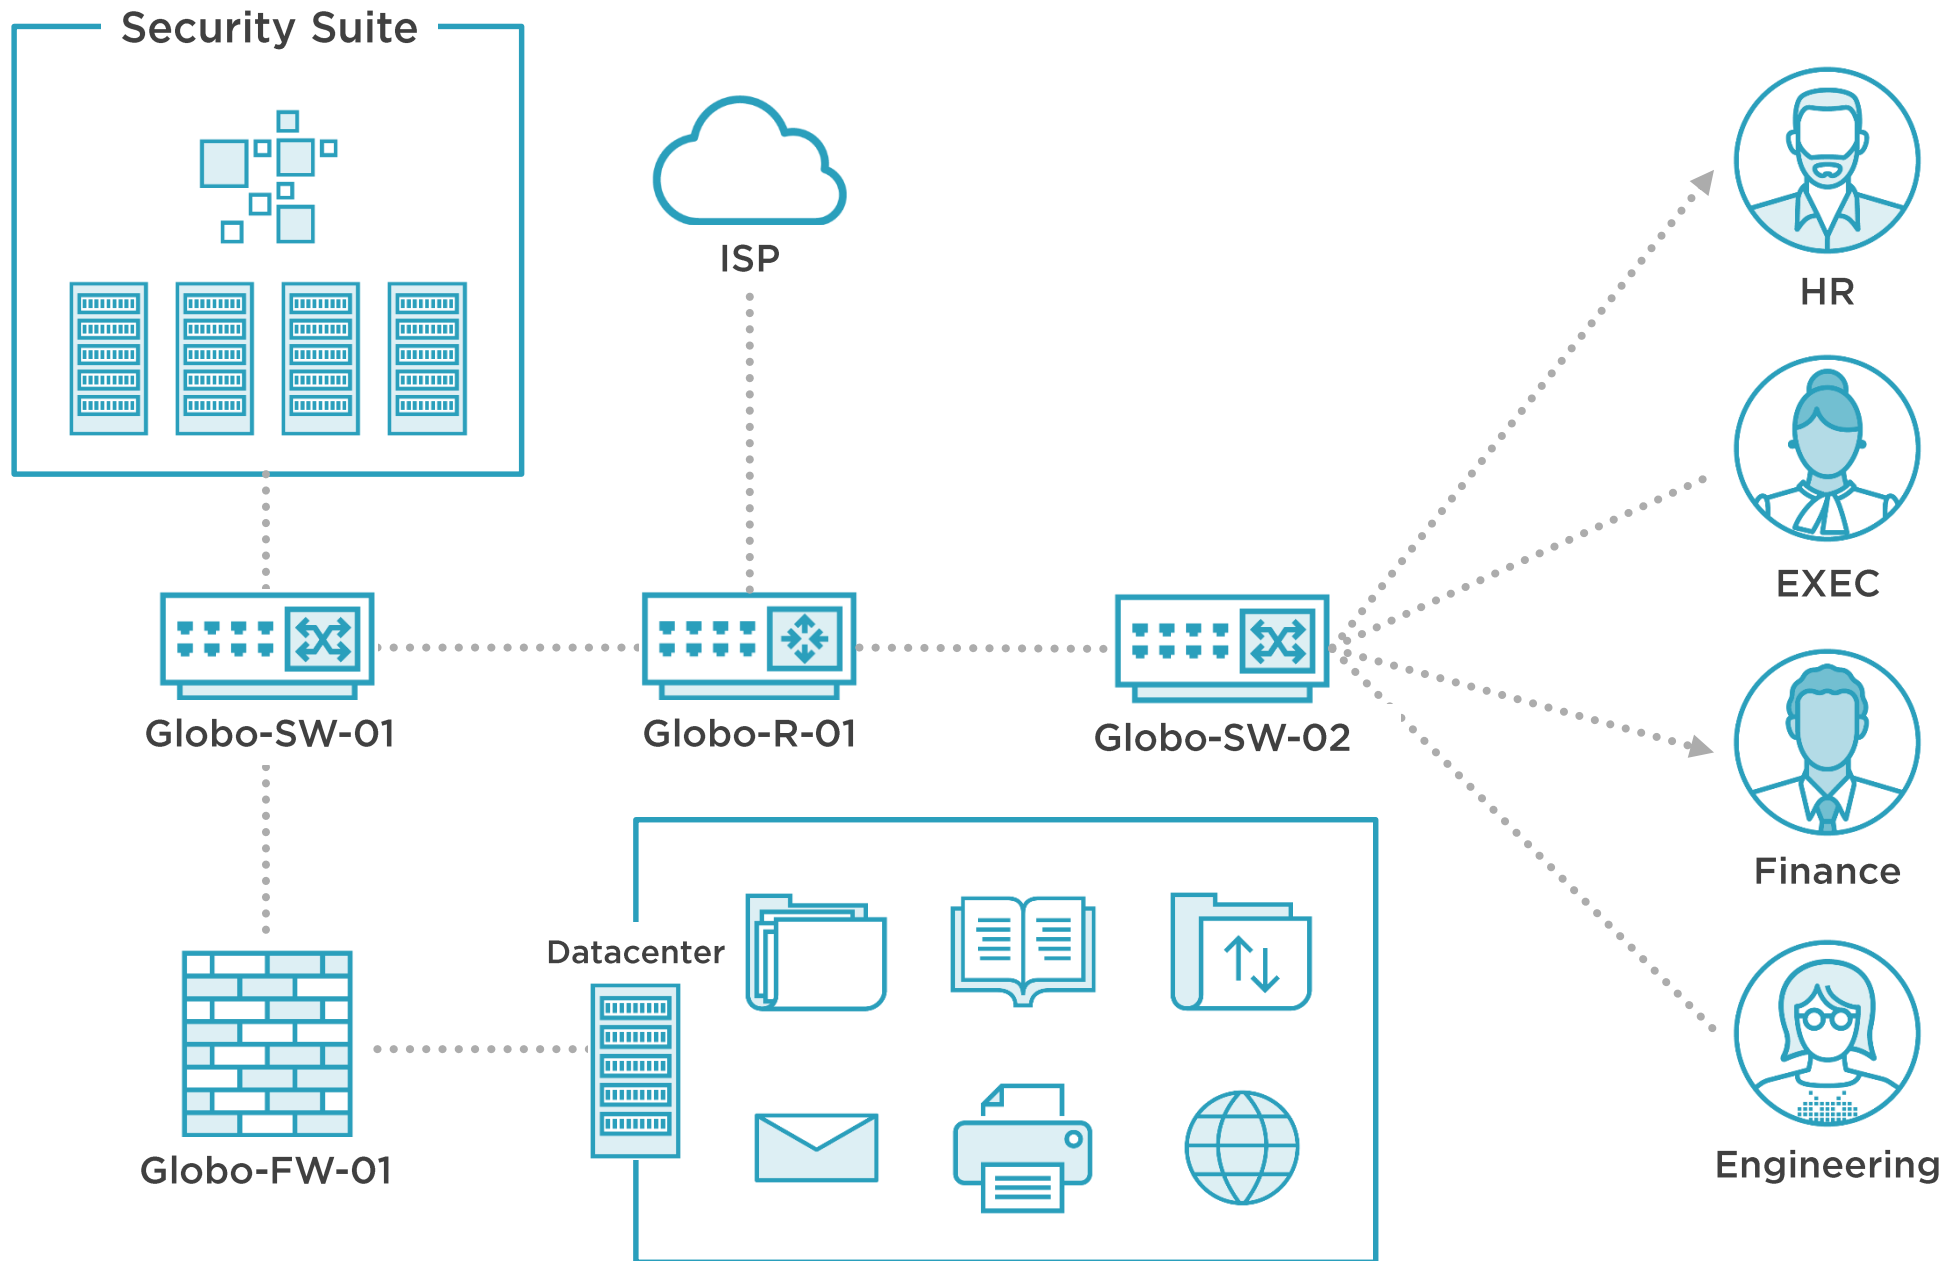 Security Suite
ISP
HR
EXEC
Globo-SW-01
Globo-R-01
Globo-SW-02
Finance
Datacenter
Globo-FW-01
Engineering